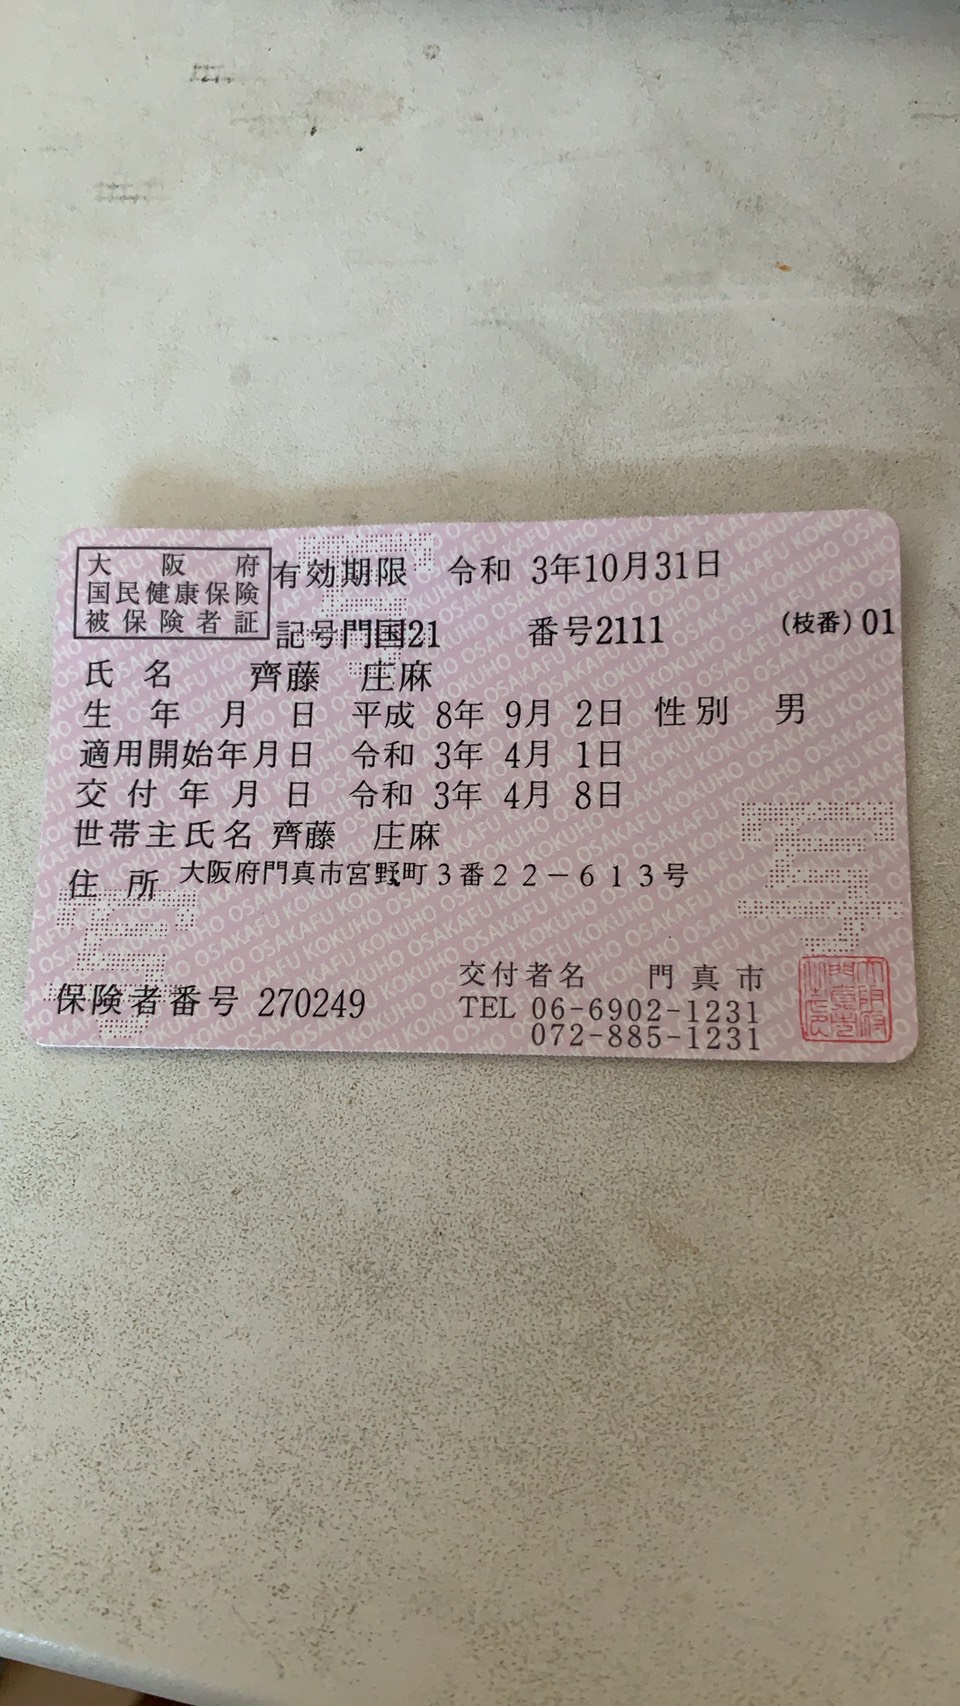 大阪府
国民健康保険
被保険者証
有効期限 令和 3年10月31日
記号門国21 番号2111 (枝番)01
氏名 齊藤 庄麻
生年月日 平成 8年 9月 2日 性別 男
適用開始年月日 令和 3年 4月 1日
交付年月日 令和 3年 4月 8日
世帯主氏名 齊藤 庄麻
住所 大阪府門真市宮野町3番22-613号
保険者番号 270249
交付者名 門真市
TEL 06-6902-1231
072-885-1231